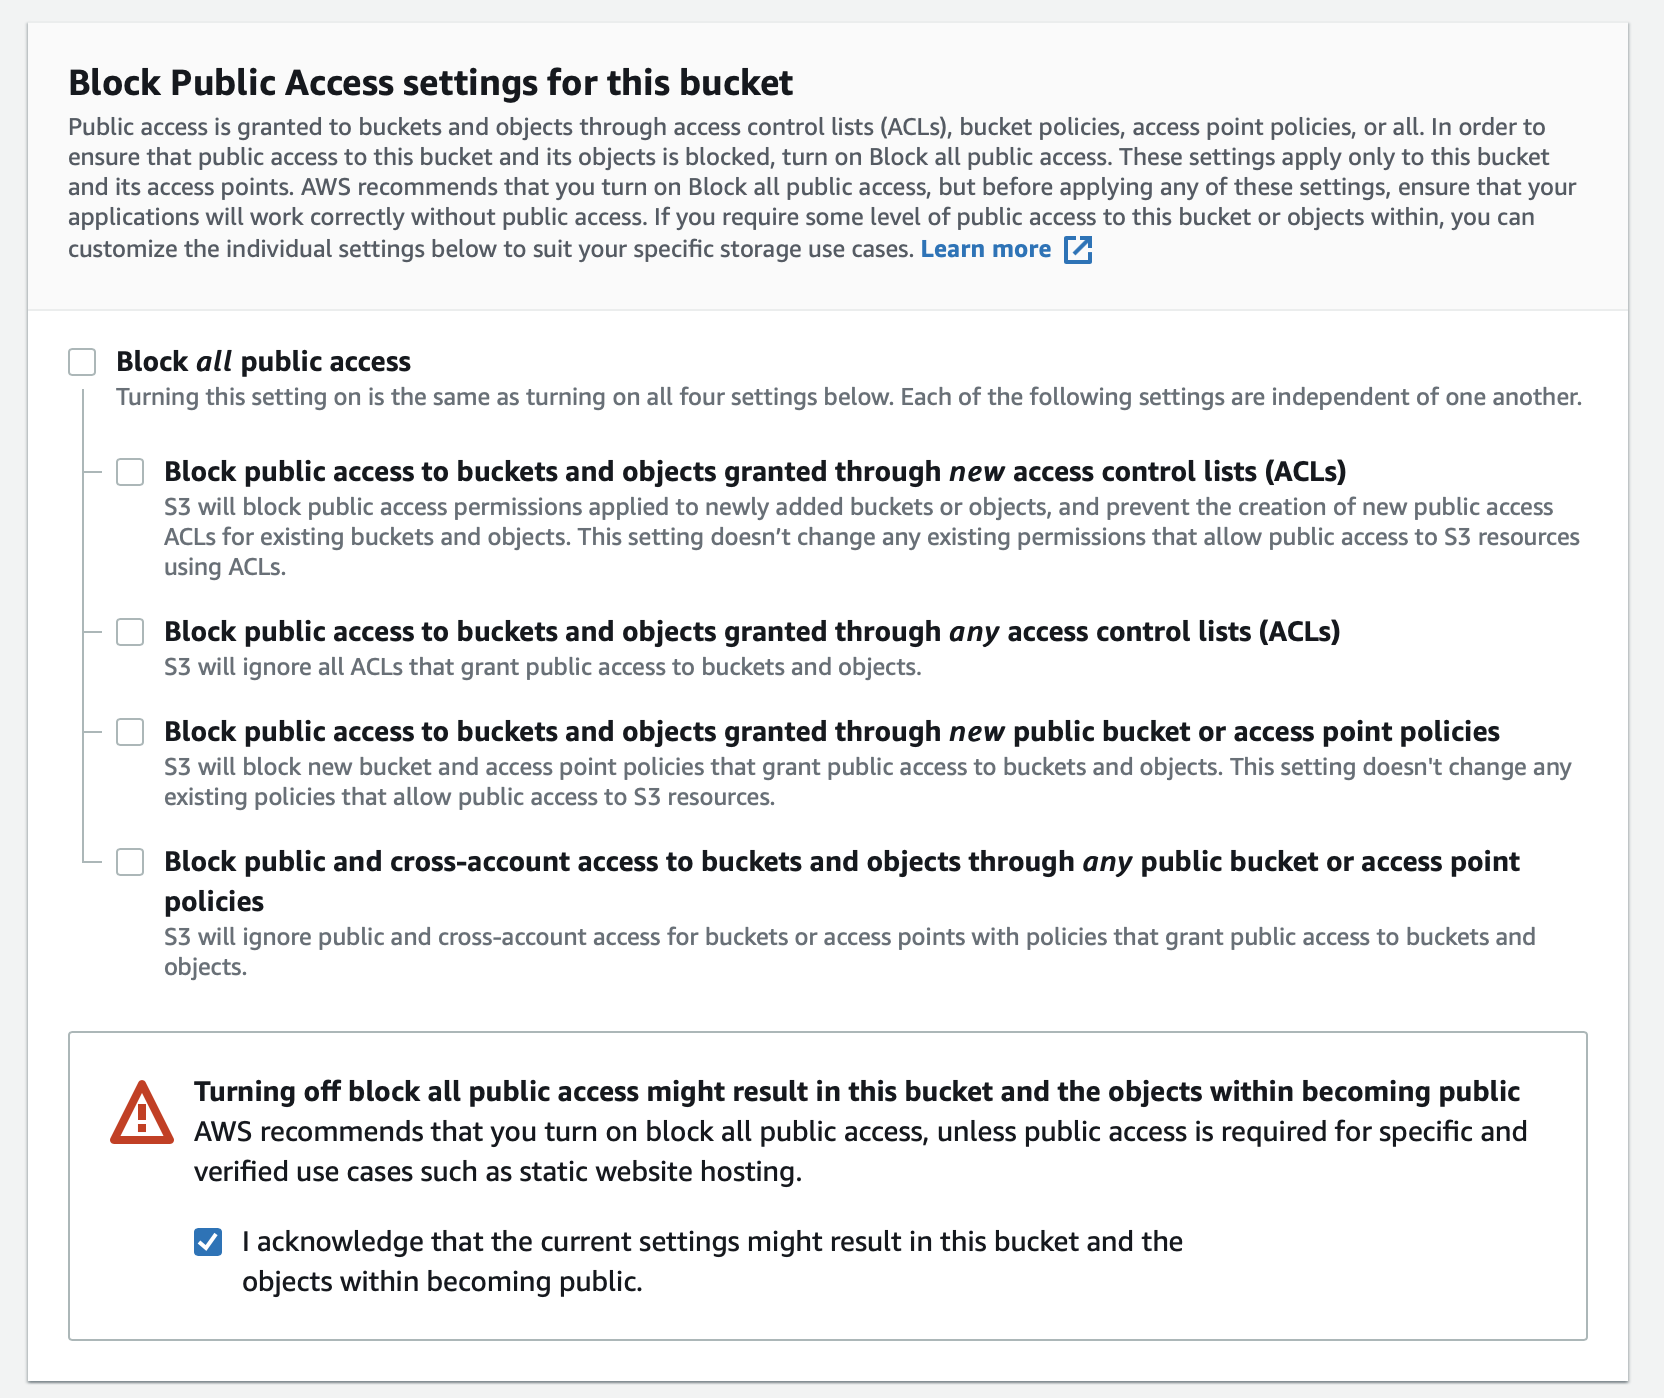 Block Public Access settings for this bucket
Public access is granted to buckets and objects through access control lists (ACLs), bucket policies, access point policies, or all. In order to
ensure that public access to this bucket and its objects is blocked, turn on Block all public access. These settings apply only to this bucket
and its access points. AWS recommends that you turn on Block all public access, but before applying any of these settings, ensure that your
applications will work correctly without public access. If you require some level of public access to this bucket or objects within, you can
customize the individual settings below to suit your specific storage use cases. Learn more
Block all public access
Turning this setting on is the same as turning on all four settings below. Each of the following settings are independent of one another.
Block public access to buckets and objects granted through new access control lists (ACLs)
S3 will block public access permissions applied to newly added buckets or objects, and prevent the creation of new public access
ACLs for existing buckets and objects. This setting doesn’t change any existing permissions that allow public access to S3 resources
using ACLs.
Block public access to buckets and objects granted through any access control lists (ACLs)
S3 will ignore all ACLs that grant public access to buckets and objects.
Block public access to buckets and objects granted through new public bucket or access point policies
S3 will block new bucket and access point policies that grant public access to buckets and objects. This setting doesn't change any
existing policies that allow public access to S3 resources.
Block public and cross-account access to buckets and objects through any public bucket or access point
policies
S3 will ignore public and cross-account access for buckets or access points with policies that grant public access to buckets and
objects.
Turning off block all public access might result in this bucket and the objects within becoming public
AWS recommends that you turn on block all public access, unless public access is required for specific and
verified use cases such as static website hosting.
I acknowledge that the current settings might result in this bucket and the
objects within becoming public.